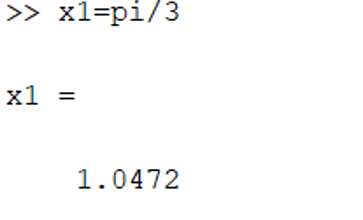 >> x1=pi/3
x1 =
1.0472